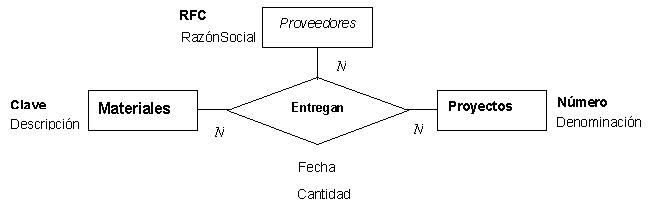 RFC
RazónSocial
Proveedores
N
Clave
Descripción
Materiales
N
Entregan
N
Proyectos
Número
Denominación
Fecha
Cantidad